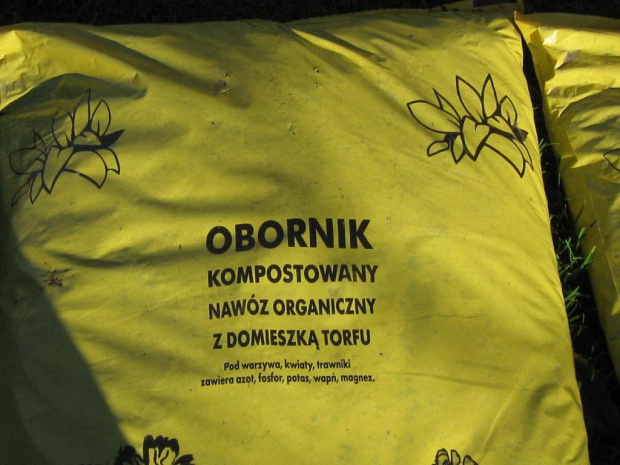 OBORNIK
KOMPOSTOWANY
NAWÓZ ORGANICZNY
Z DOMIESZKĄ TORFU
Pod warzywa, kwiaty, trawniki
zawiera azot, fosfor, potas, wapń, magnez.